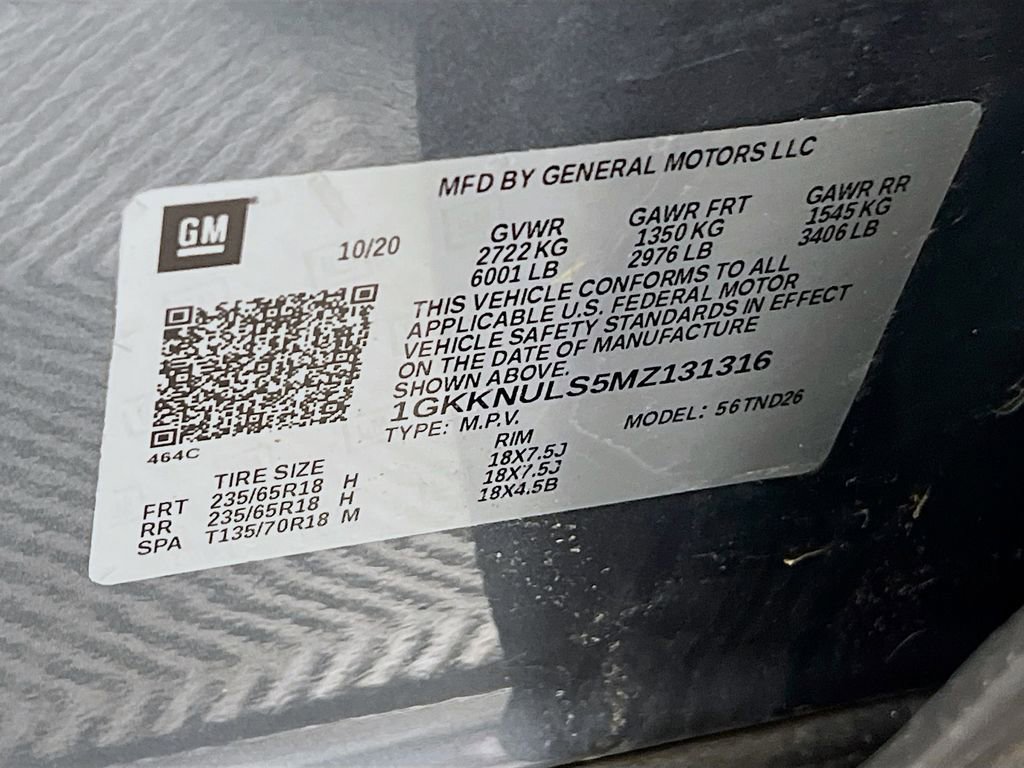 MFD BY GENERAL MOTORS LLC
GM
10/20
GVWR GAWR FRT GAWR RR
2722 KG 1350 KG 1545 KG
6001 LB 2976 LB 3406 LB
THIS VEHICLE CONFORMS TO ALL
APPLICABLE U.S. FEDERAL MOTOR
VEHICLE SAFETY STANDARDS IN EFFECT
ON THE DATE OF MANUFACTURE
SHOWN ABOVE.
1GKKNULS5MZ131316
TYPE: M.P.V. MODEL: 56TND26
464C
TIRE SIZE RIM
FRT 235/65R18 H 18X7.5J
RR 235/65R18 H 18X7.5J
SPA T135/70R18 M 18X4.5B